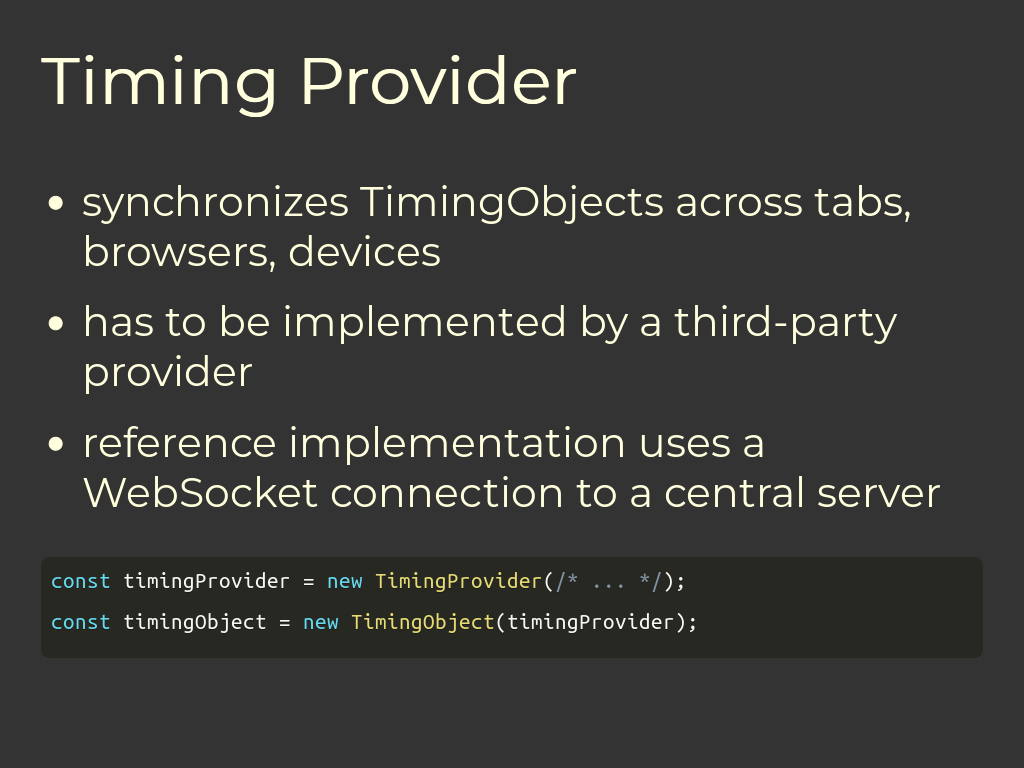 Timing Provider
• synchronizes TimingObjects across tabs,
browsers, devices
• has to be implemented by a third-party
provider
• reference implementation uses a
WebSocket connection to a central server
const timingProvider = new TimingProvider(/* ... */);
const timingObject = new TimingObject(timingProvider);